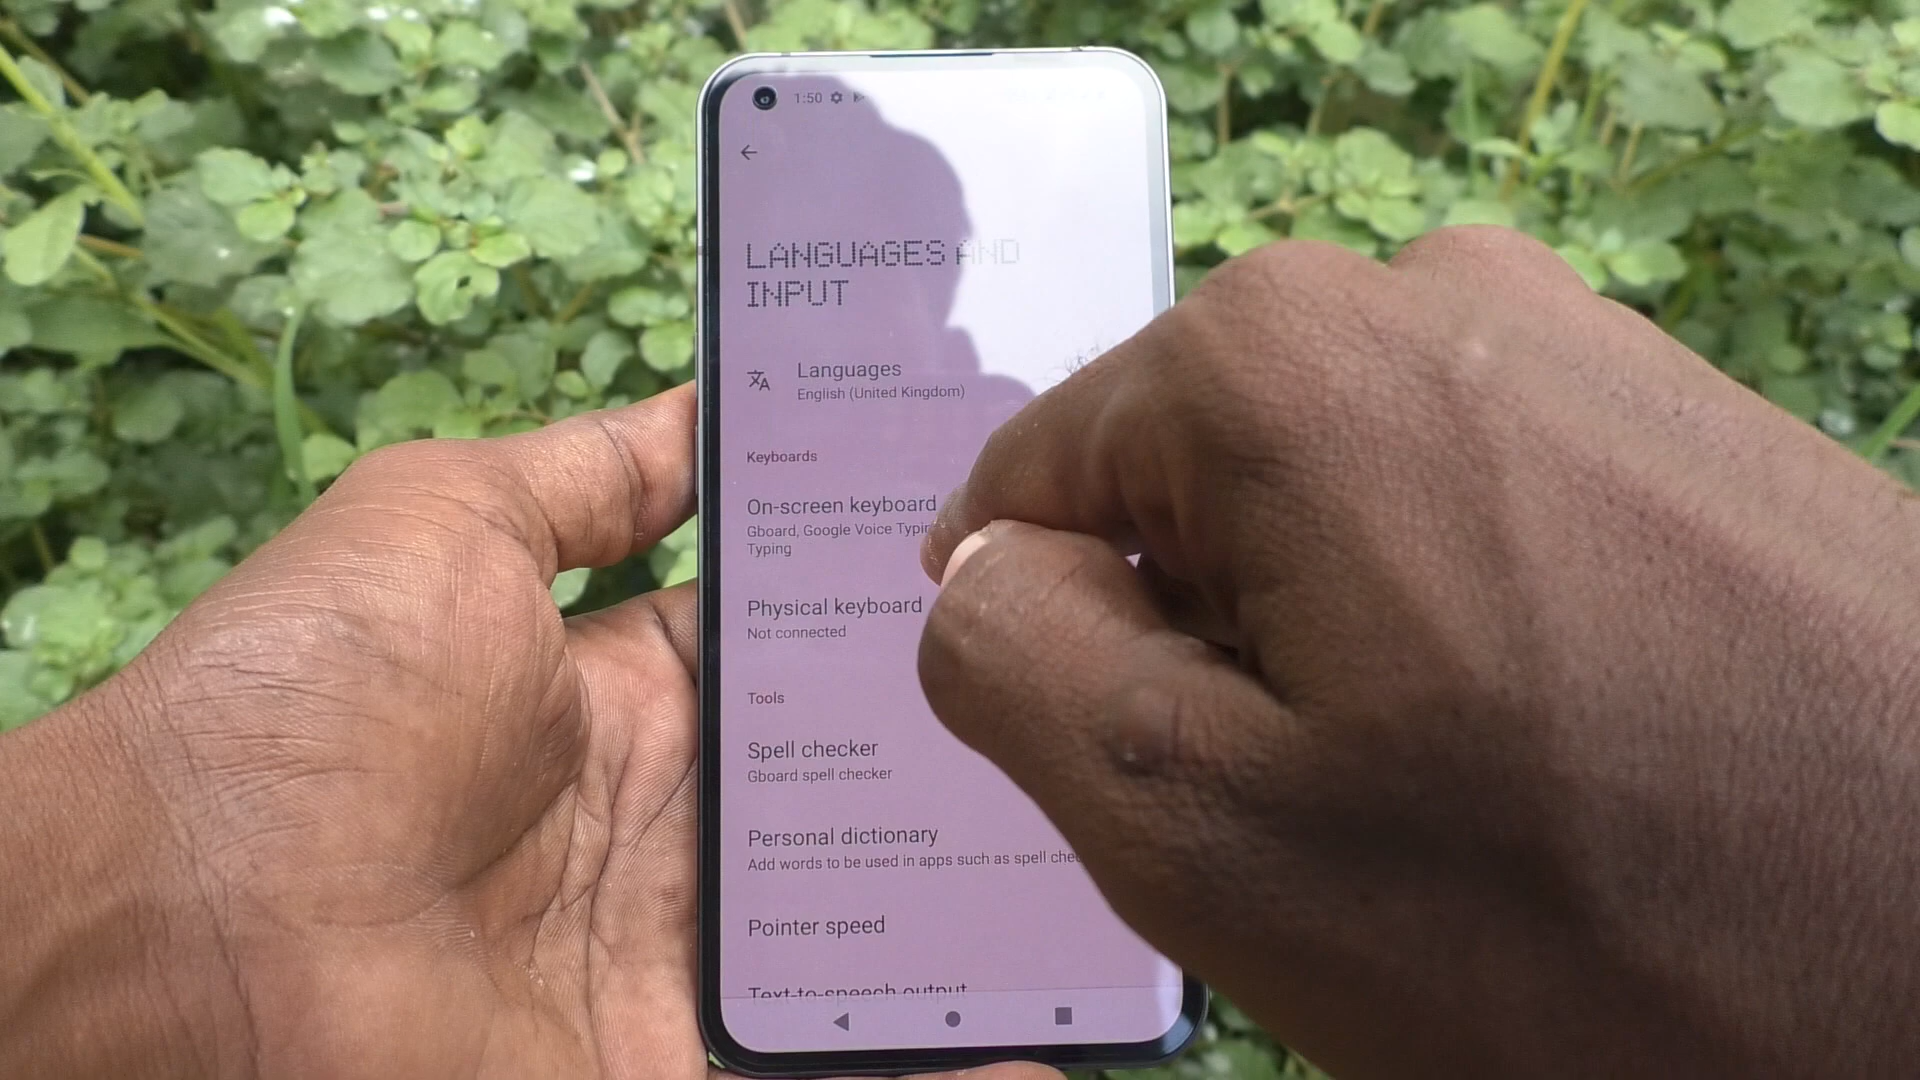 1:50
LANGUAGES AND
INPUT
Languages
English (United Kingdom)
Keyboards
On-screen keyboard
Gboard, Google Voice
Typing
Physical keyboard
Not connected
Tools
Spell checker
Gboard spell checker
Personal dictionary
Add words to be used in apps such as spell
Pointer speed
Text-to-speech output